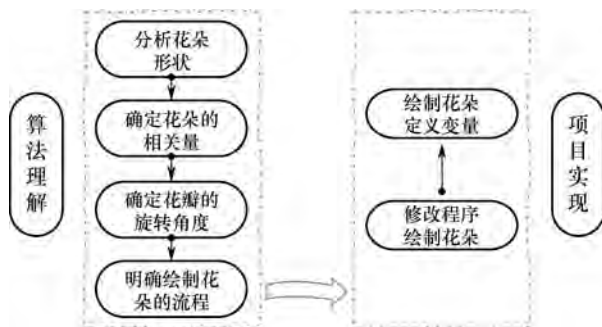 算法理解
分析花朵
形状
确定花朵的
相关量
确定花瓣的
旋转角度
明确绘制花
朵的流程
绘制花朵
定义变量
修改程序
绘制花朵
项目实现